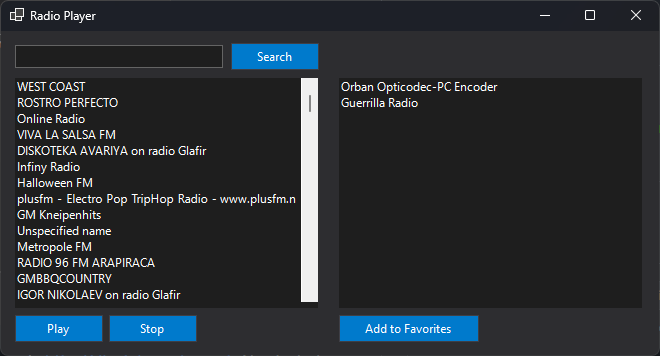 Radio Player
Search
WEST COAST
ROSTRO PERFECTO
Online Radio
VIVA LA SALSA FM
DISKOTEKA AVARIYA on radio Glafir
Infiny Radio
Halloween FM
plusfm - Electro Pop TripHop Radio - www.plusfm.n
GM Kneipenhits
Unspecified name
Metropole FM
RADIO 96 FM ARAPIRACA
GMBBQCOUNTRY
IGOR NIKOLAEV on radio Glafir
Orban Opticodec-PC Encoder
Guerrilla Radio
Play
Stop
Add to Favorites